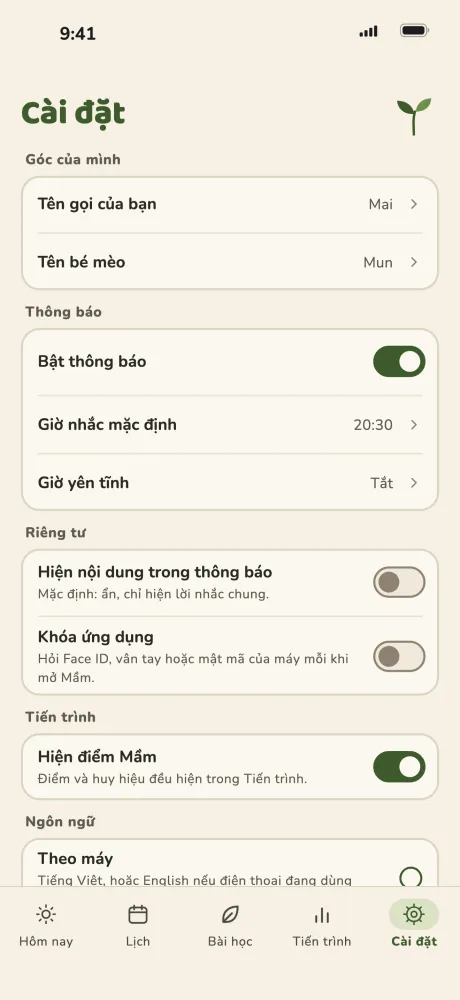 9:41
Cài đặt
Góc của mình
Tên gọi của bạn
Mai
Tên bé mèo
Mun
Thông báo
Bật thông báo
Giờ nhắc mặc định
20:30
Giờ yên tĩnh
Tắt
Riêng tư
Hiện nội dung trong thông báo
Mặc định: ẩn, chỉ hiện lời nhắc chung.
Khóa ứng dụng
Hỏi Face ID, vân tay hoặc mật mã của máy mỗi khi
mở Mầm.
Tiến trình
Hiện điểm Mầm
Điểm và huy hiệu đều hiện trong Tiến trình.
Ngôn ngữ
Theo máy
Tiếng Việt, hoặc English nếu điện thoại đang dùng
Hôm nay
Lịch
Bài học
Tiến trình
Cài đặt